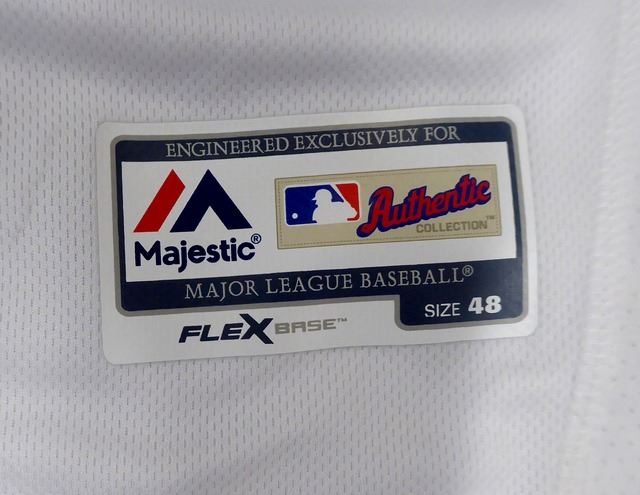 ENGINEERED EXCLUSIVELY FOR
Majestic®
Authentic
COLLECTION™
MAJOR LEAGUE BASEBALL®
FLEXBASE™
SIZE 48